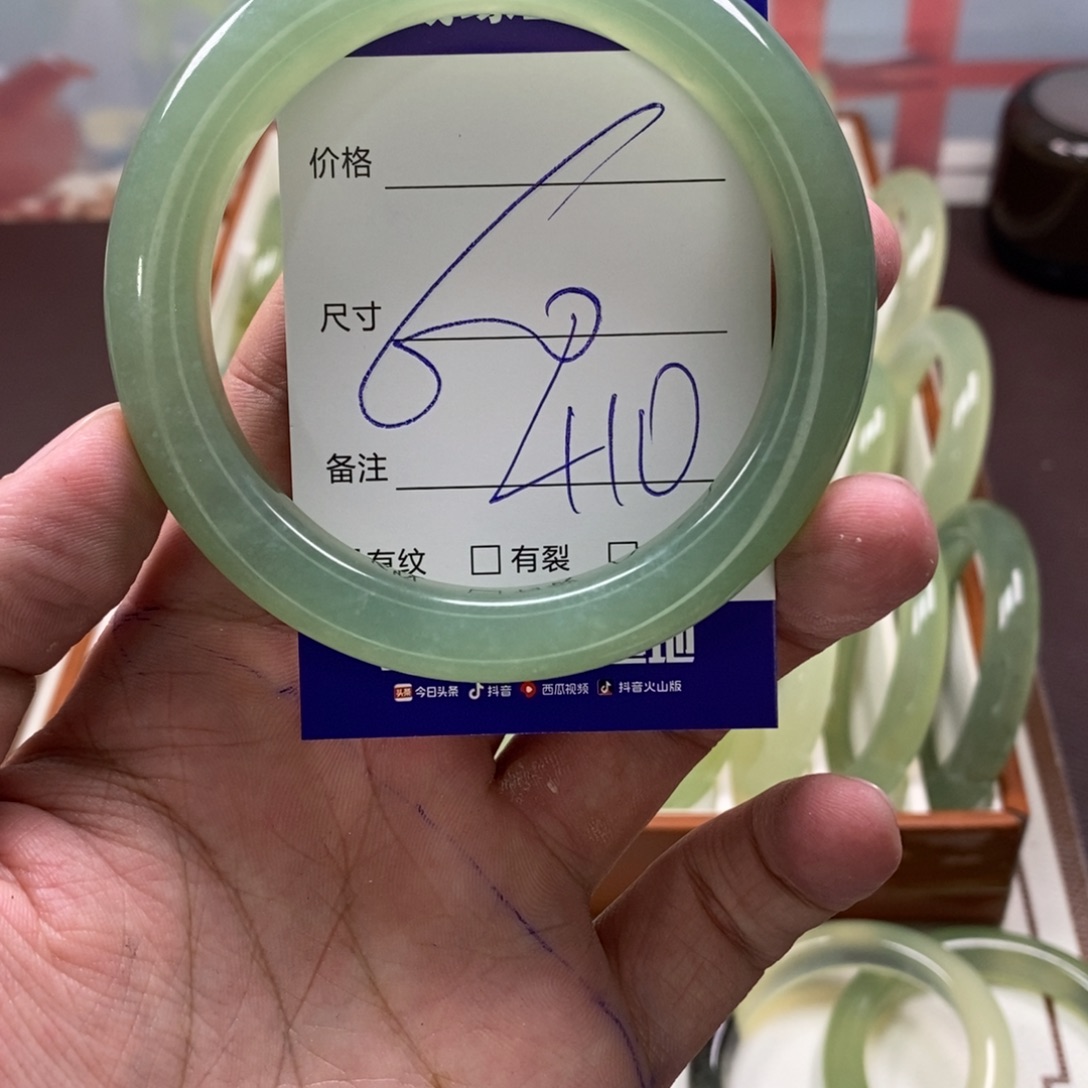 价格
尺寸 60
410
备注
有纹 □ 有裂 □
今日头条 抖音 西瓜视频 抖音火山版